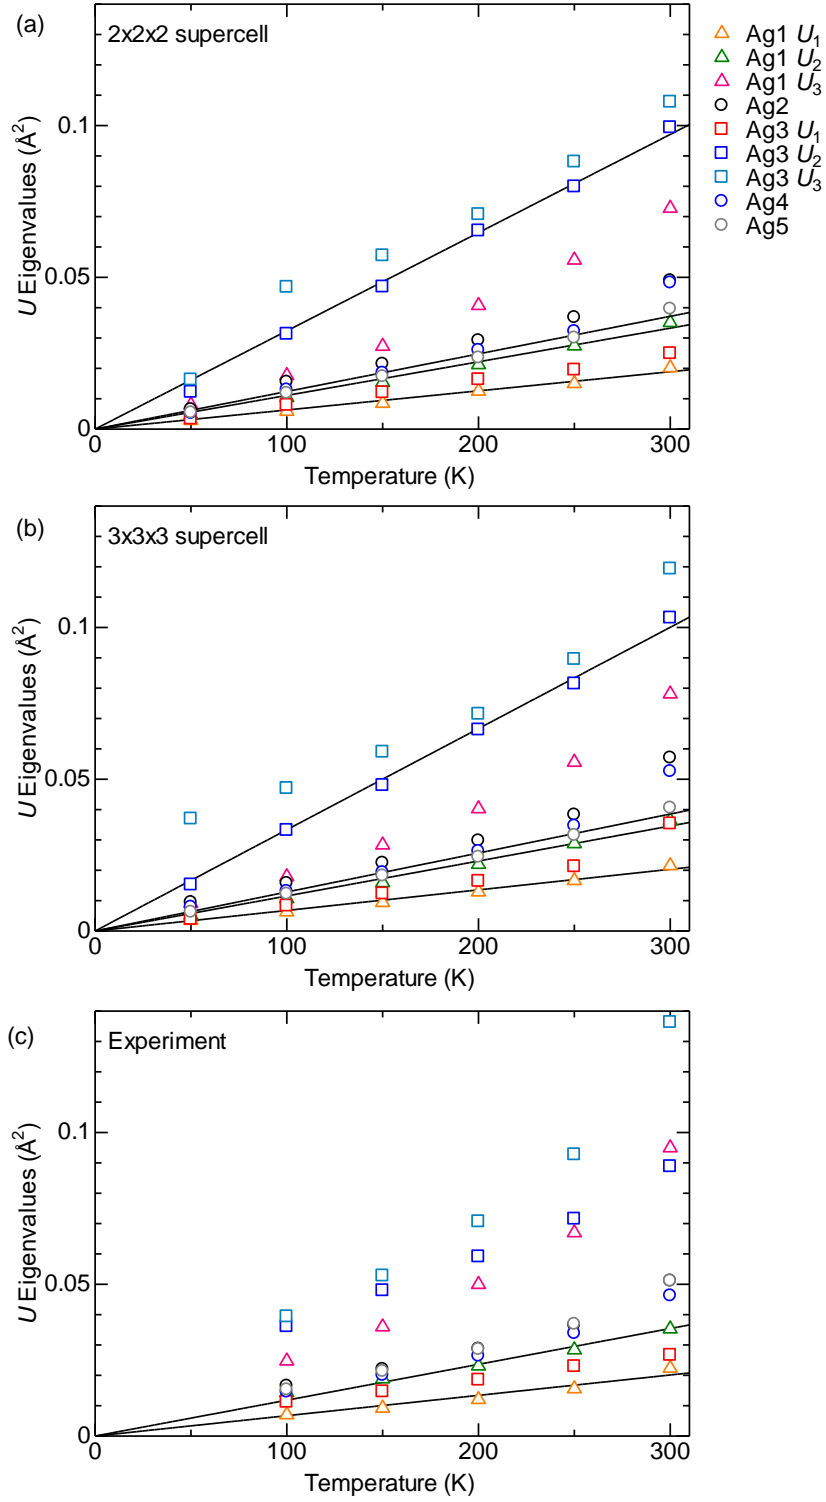 (a)
2x2x2 supercell
Ag1 U₁
Ag1 U₂
Ag1 U₃
Ag2
Ag3 U₁
Ag3 U₂
Ag3 U₃
Ag4
Ag5
0.1
0.05
0
U Eigenvalues (Å²)
0 100 200 300
Temperature (K)
(b)
3x3x3 supercell
0.1
0.05
0
U Eigenvalues (Å²)
0 100 200 300
Temperature (K)
(c)
Experiment
0.1
0.05
0
U Eigenvalues (Å²)
0 100 200 300
Temperature (K)